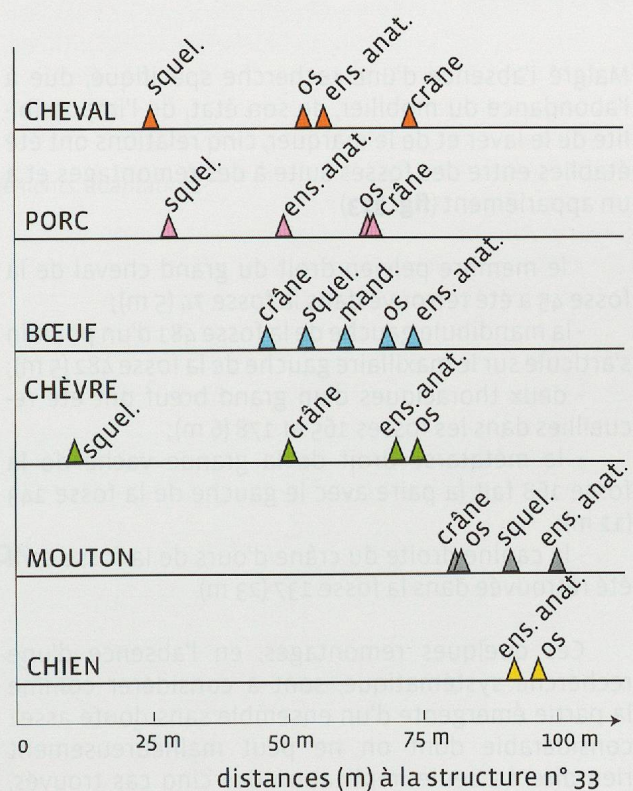 squel. os ens. anat. crâne
CHEVAL
squel. ens. anat. os crâne
PORC
crâne squel. mand. os ens. anat.
BŒUF
CHÈVRE
squel. crâne ens. anat. os
crâne os squel. ens. anat.
MOUTON
ens. anat. os
CHIEN
0 25 m 50 m 75 m 100 m
distances (m) à la structure n° 33